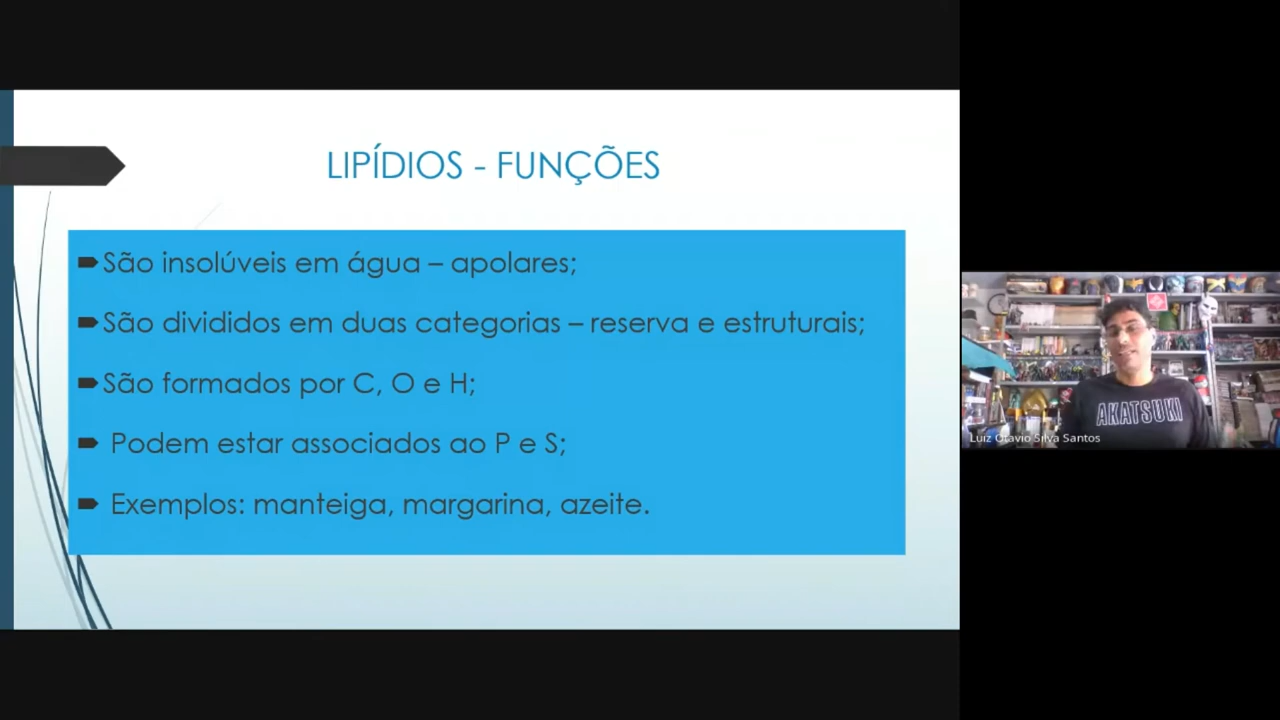 LIPÍDIOS - FUNÇÕES
São insolúveis em água – apolares;
São divididos em duas categorias – reserva e estruturais;
São formados por C, O e H;
Podem estar associados ao P e S;
Exemplos: manteiga, margarina, azeite.
AKATSUKI
Luiz Otavio Silva Santos